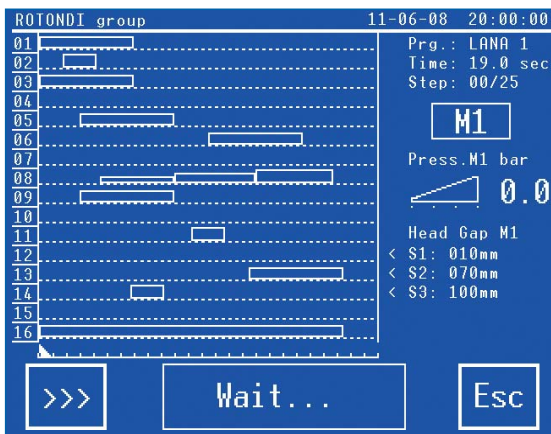 ROTONDI group 11-06-08 20:00:00
01
02
03
04
05
06
07
08
09
10
11
12
13
14
15
16
Prg.: LANA 1
Time: 19.0 sec
Step: 00/25
M1
Press.M1 bar
0.0
Head Gap M1
< S1: 010mm
< S2: 070mm
< S3: 100mm
>>> Wait... Esc